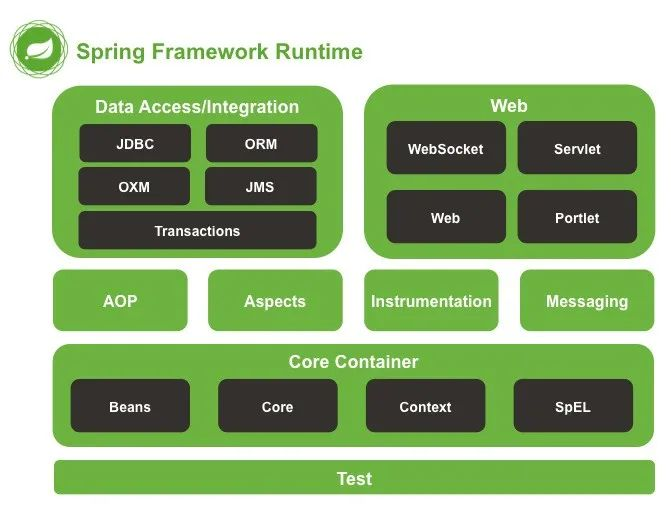 Spring Framework Runtime
Data Access/Integration
JDBC
ORM
OXM
JMS
Transactions
Web
WebSocket
Servlet
Web
Portlet
AOP
Aspects
Instrumentation
Messaging
Core Container
Beans
Core
Context
SpEL
Test